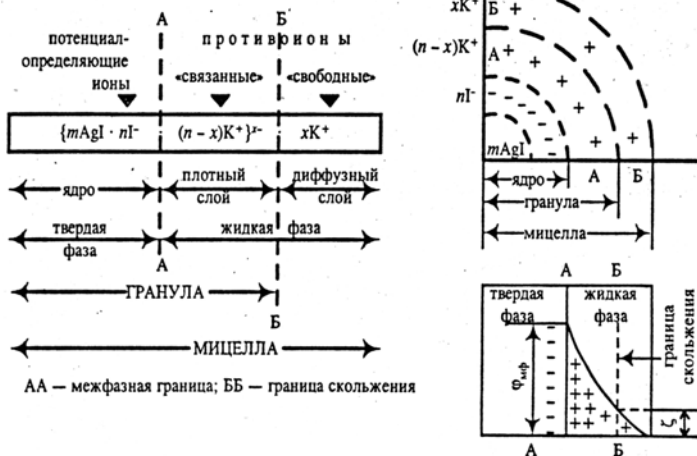 А
Б
потенциал-
определяющие
ионы
противоионы
«связанные»
«свободные»
{mAgI · nI⁻
(n − x)K⁺}ˣ⁻
xK⁺
ядро
плотный
слой
диффузный
слой
твердая
фаза
жидкая фаза
А
ГРАНУЛА
Б
МИЦЕЛЛА
АА — межфазная граница; ББ — граница скольжения
xK⁺
Б
+
(n − x)K⁺
А
+
nI⁻
mAgI
ядро
А
Б
гранула
мицелла
А
Б
твердая
фаза
жидкая
фаза
граница
скольжения
φмф
ζ
А
Б